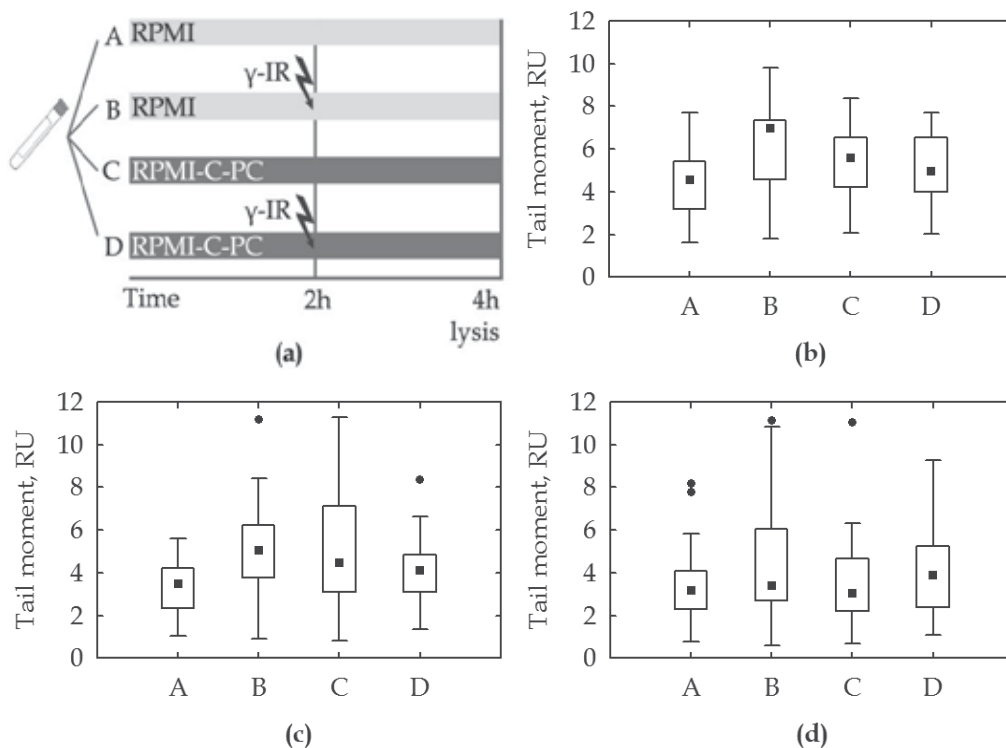 A RPMI
γ-IR
B RPMI
C RPMI-C-PC
γ-IR
D RPMI-C-PC
Time 2h 4h
lysis
(a)
Tail moment, RU
12
10
8
6
4
2
0
A B C D
(b)
Tail moment, RU
12
10
8
6
4
2
0
A B C D
(c)
Tail moment, RU
12
10
8
6
4
2
0
A B C D
(d)